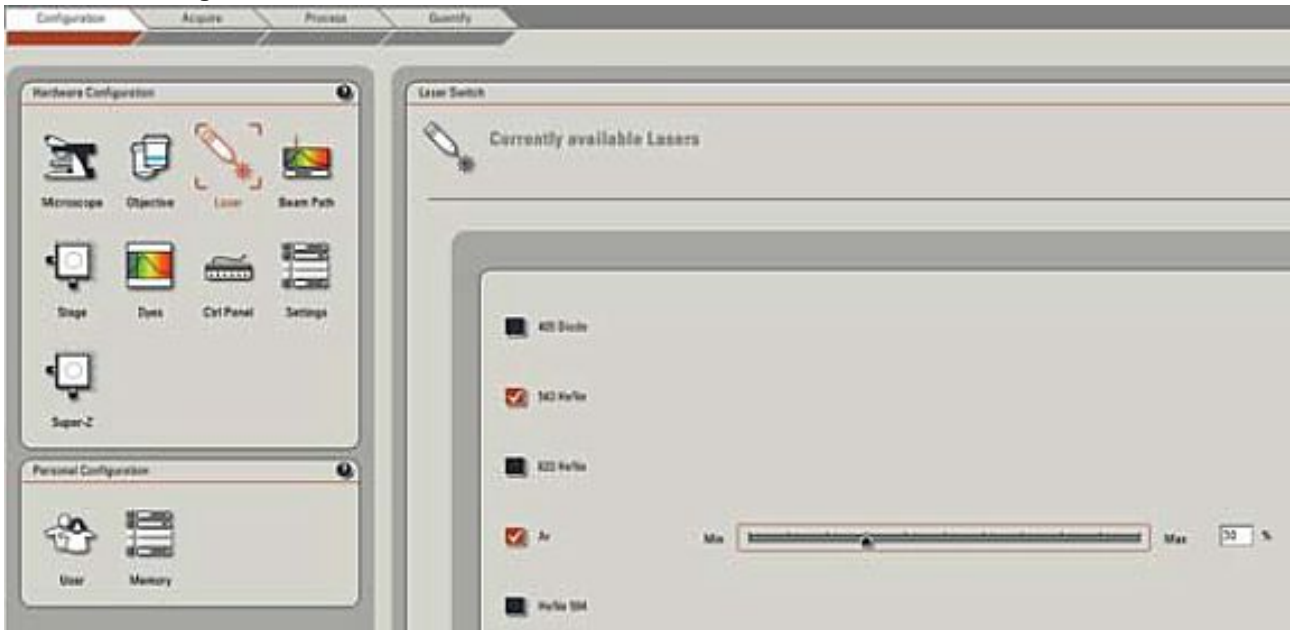 Configuration Acquire Process Quantify
Hardware Configuration
Laser Switch
Currently available Lasers
Microscope Objective Laser Beam Path
Stage Dyes Ctrl Panel Settings
405 Diode
543 HeNe
Super-Z
Personal Configuration
633 HeNe
Ar Min Max 30 %
User Memory
HeNe 594